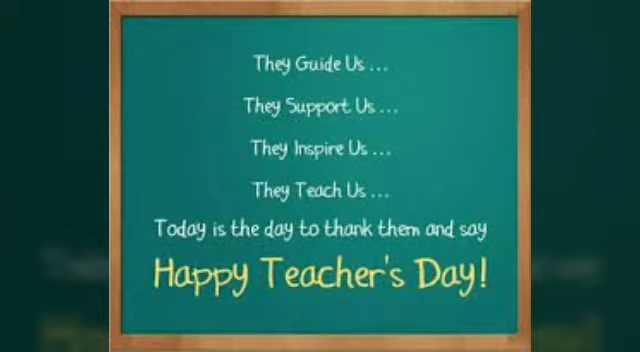 They Guide Us ...
They Support Us ...
They Inspire Us ...
They Teach Us ...
Today is the day to thank them and say
Happy Teacher's Day!